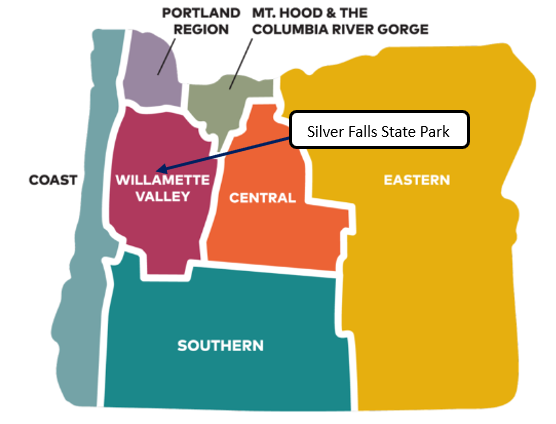 PORTLAND
REGION
MT. HOOD & THE
COLUMBIA RIVER GORGE
Silver Falls State Park
COAST
WILLAMETTE
VALLEY
CENTRAL
EASTERN
SOUTHERN